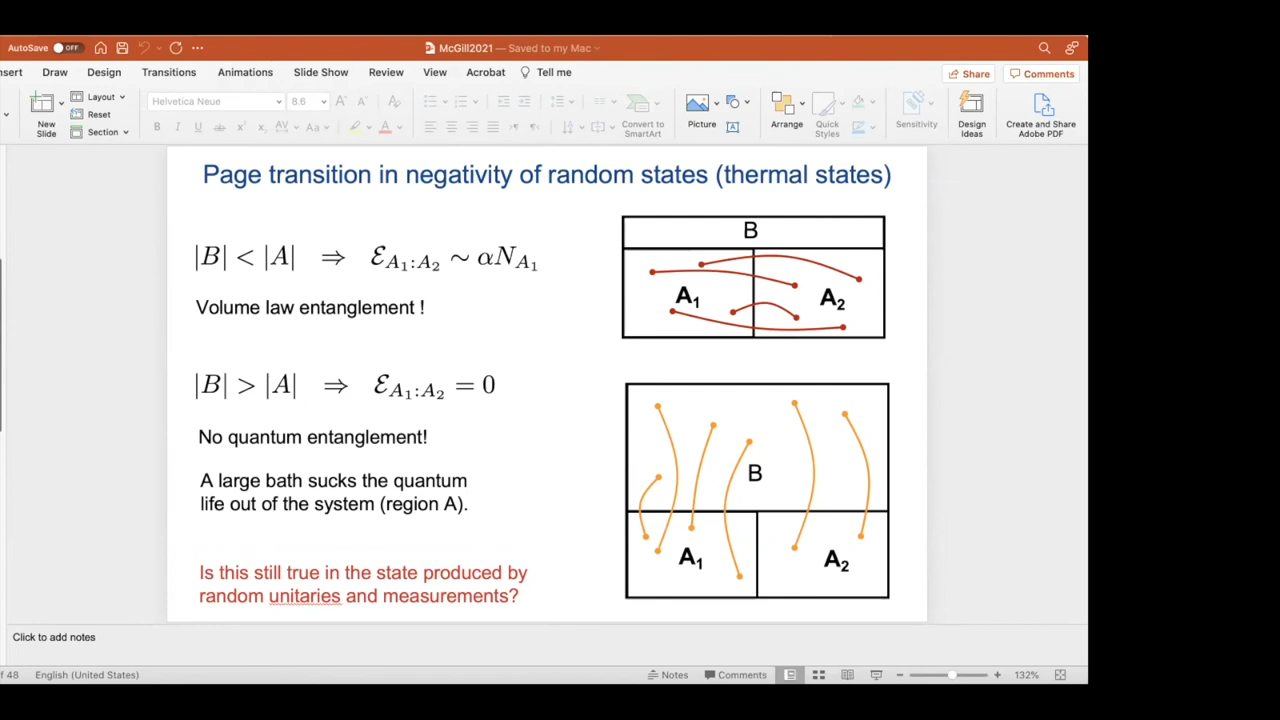 AutoSave OFF McGill2021 — Saved to my Mac
nsert Draw Design Transitions Animations Slide Show Review View Acrobat Tell me Share Comments
New Slide Layout Reset Section Helvetica Neue 8.6 Convert to SmartArt Picture Arrange Quick Styles Sensitivity Design Ideas Create and Share Adobe PDF
Page transition in negativity of random states (thermal states)
|B| < |A| ⇒ ℰ_{A₁:A₂} ∼ αN_{A₁}
Volume law entanglement !
B
A₁ A₂
|B| > |A| ⇒ ℰ_{A₁:A₂} = 0
No quantum entanglement!
A large bath sucks the quantum
life out of the system (region A).
B
A₁ A₂
Is this still true in the state produced by
random unitaries and measurements?
Click to add notes
f 48 English (United States) Notes Comments 132%